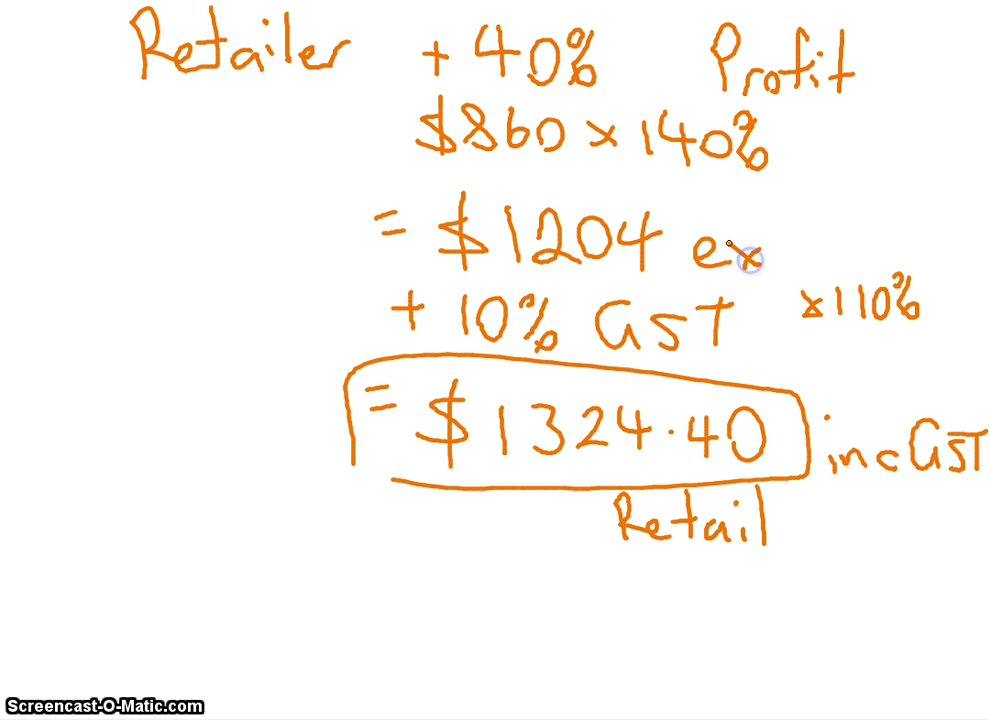 Retailer + 40% Profit
$860 x 140%
= $1204 ex
+ 10% GST x110%
= $1324.40 inc GST
Retail
Screencast-O-Matic.com